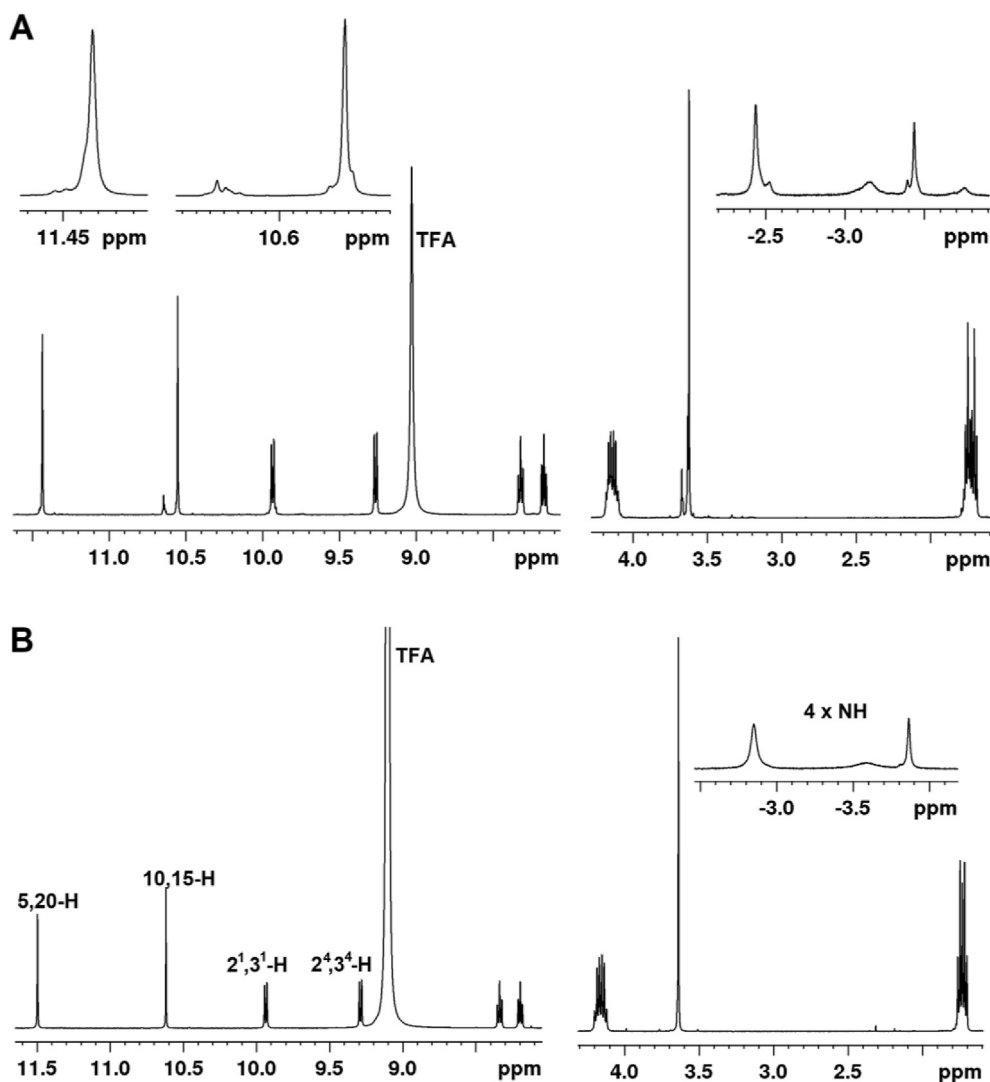 A
11.45 ppm
10.6 ppm
-2.5 -3.0 ppm
TFA
11.0 10.5 10.0 9.5 9.0 ppm
4.0 3.5 3.0 2.5 ppm
B
TFA
4 x NH
-3.0 -3.5 ppm
5,20-H
10,15-H
2¹,3¹-H
2⁴,3⁴-H
11.5 11.0 10.5 10.0 9.5 9.0 ppm
4.0 3.5 3.0 2.5 ppm